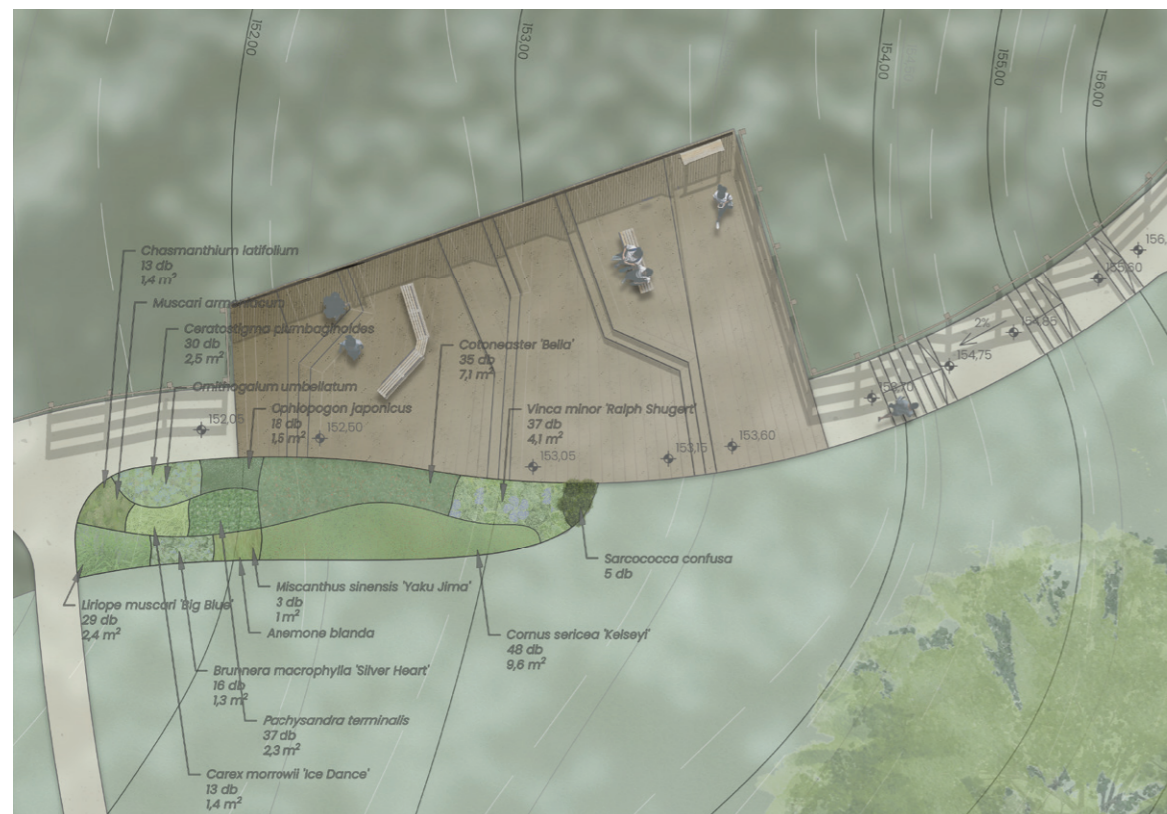 152,00
153,00
154,00
155,00
156,00
Chasmanthium latifolium
13 db
1,4 m²
Muscari armeniacum
Ceratostigma plumbaginoides
30 db
2,5 m²
Ornithogalum umbellatum
Ophiopogon japonicus
18 db
1,5 m²
Cotoneaster 'Bella'
35 db
7,1 m²
Vinca minor 'Ralph Shugert'
37 db
4,1 m²
152,05
152,50
153,05
153,15
153,60
154,75
2%
Sarcococca confusa
5 db
Miscanthus sinensis 'Yaku Jima'
3 db
1 m²
Anemone blanda
Liriope muscari 'Big Blue'
29 db
2,4 m²
Cornus sericea 'Kelseyi'
48 db
9,6 m²
Brunnera macrophylla 'Silver Heart'
16 db
1,3 m²
Pachysandra terminalis
37 db
2,3 m²
Carex morrowii 'Ice Dance'
13 db
1,4 m²